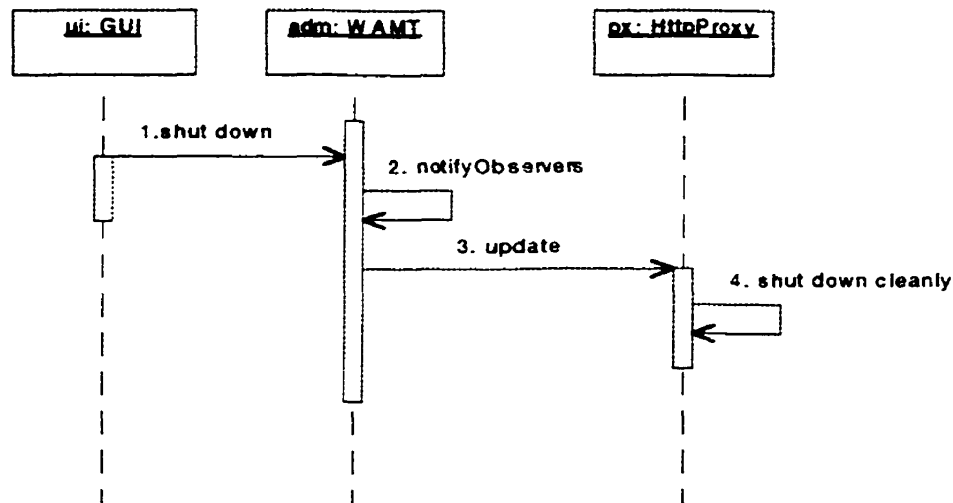 ui: GUI
adm: WAMT
px: HttpProxy
1.shut down
2. notifyObservers
3. update
4. shut down cleanly